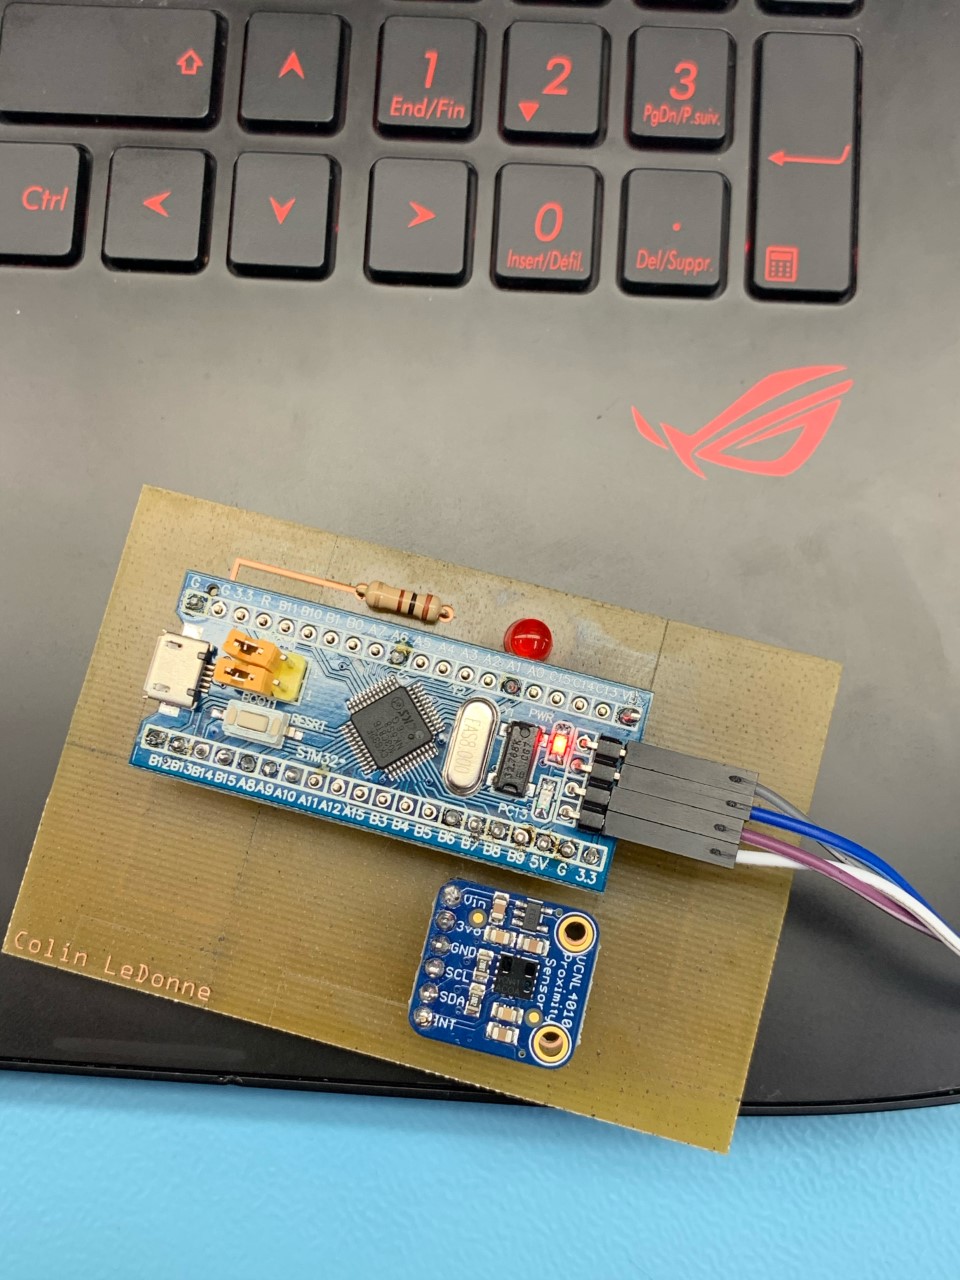 1
End/Fin
2
3
PgDn/P.suiv.
Ctrl
0
Insert/Défil.
.
Del/Suppr.
G G 3.3 R B11 B10 B1 B0 A7 A6 A5 A4 A3 A2 A1 A0 C15 C14 C13 VB
PWR
RESRT
STM32
PC13
B12 B13 B14 B15 A8 A9 A10 A11 A12 A15 B3 B4 B5 B6 B7 B8 B9 5V G 3.3
Vin
3vo
GND
SCL
SDA
INT
VCNL4010
Proximity
Sensor
Colin LeDonne